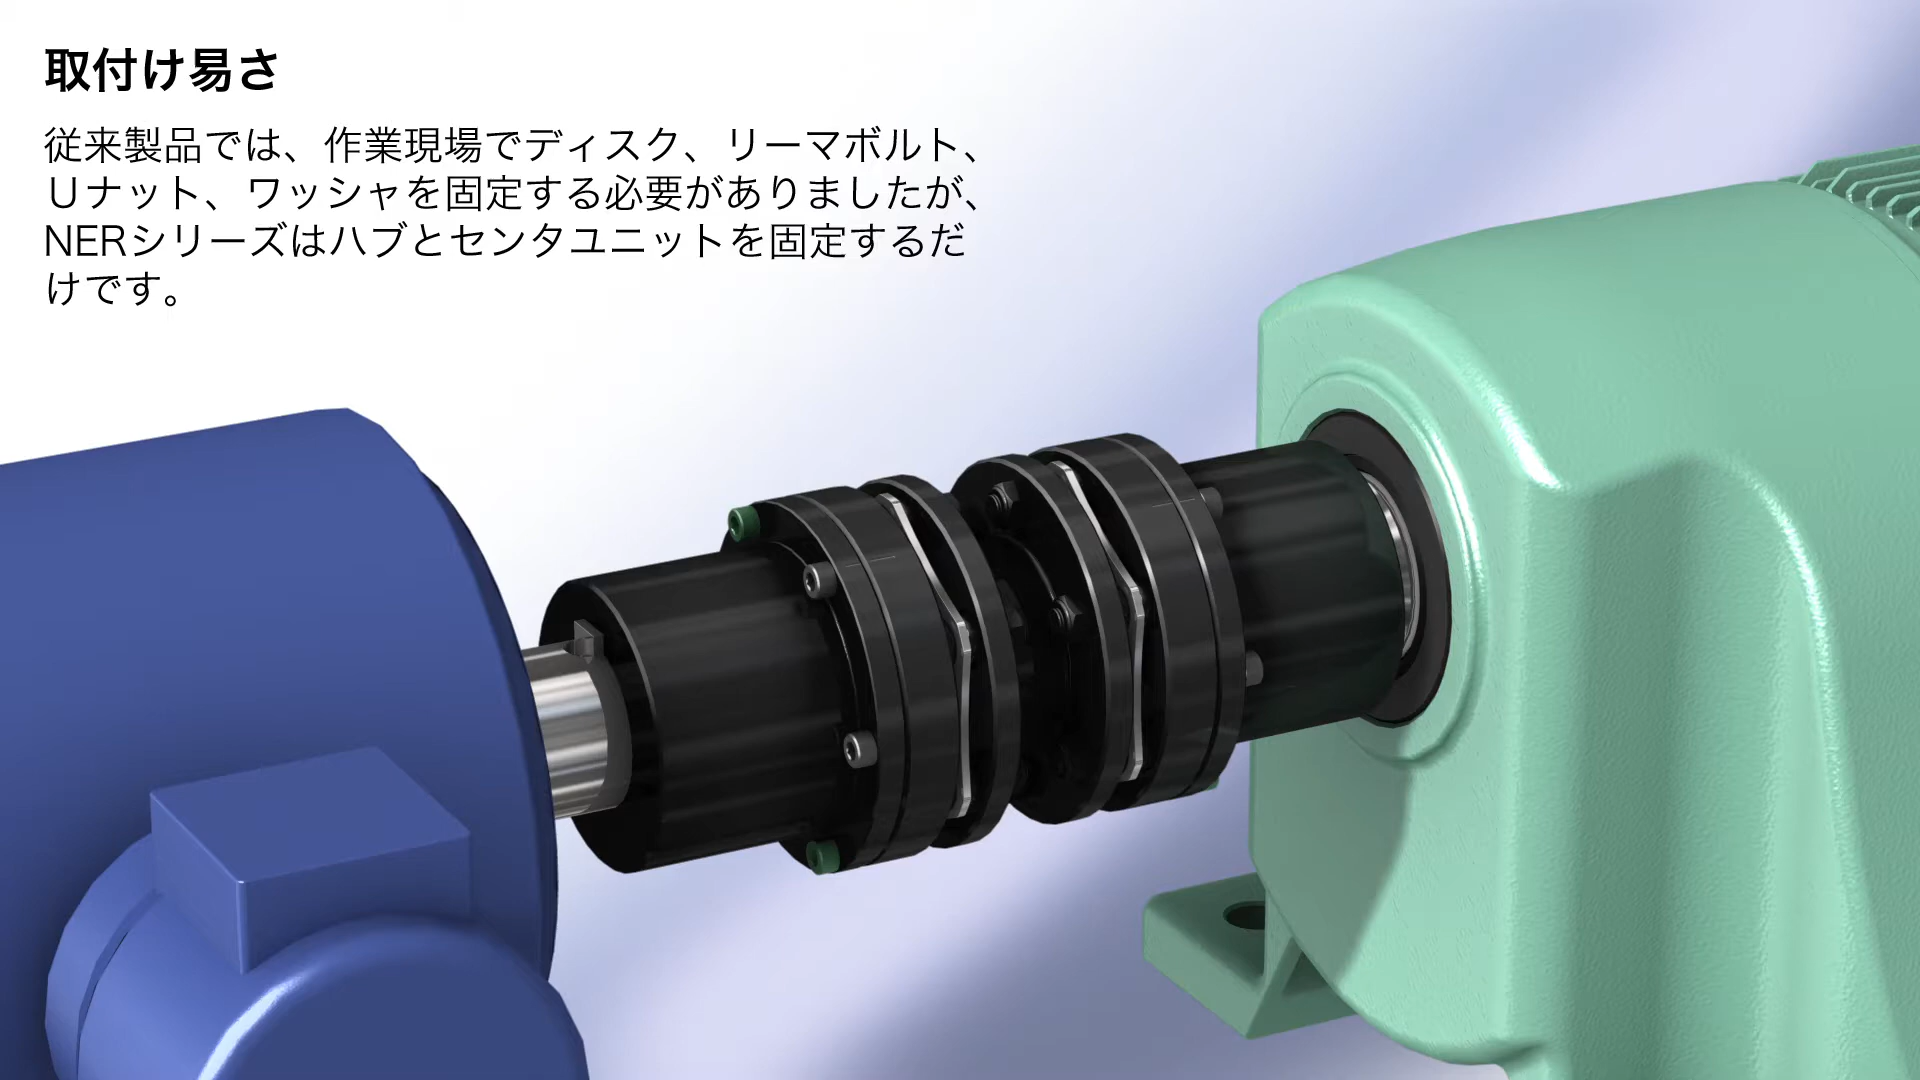 取付け易さ
従来製品では、作業現場でディスク、リーマボルト、
Uナット、ワッシャを固定する必要がありましたが、
NERシリーズはハブとセンタユニットを固定するだ
けです。